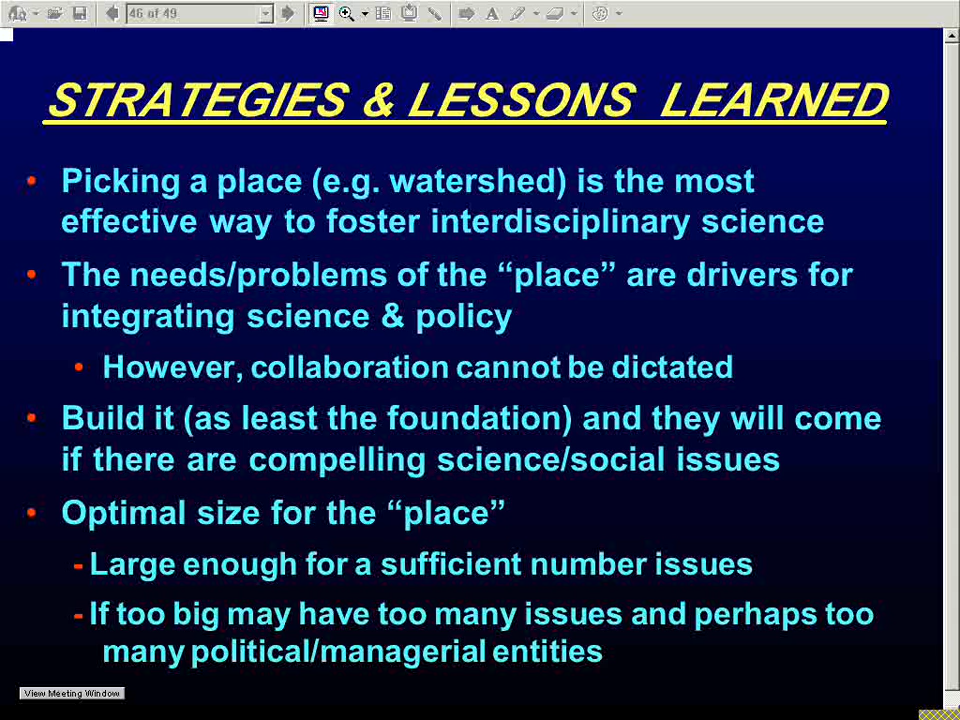 46 of 49
STRATEGIES & LESSONS LEARNED
• Picking a place (e.g. watershed) is the most
effective way to foster interdisciplinary science
• The needs/problems of the “place” are drivers for
integrating science & policy
• However, collaboration cannot be dictated
• Build it (as least the foundation) and they will come
if there are compelling science/social issues
• Optimal size for the “place”
- Large enough for a sufficient number issues
- If too big may have too many issues and perhaps too
many political/managerial entities
View Meeting Window